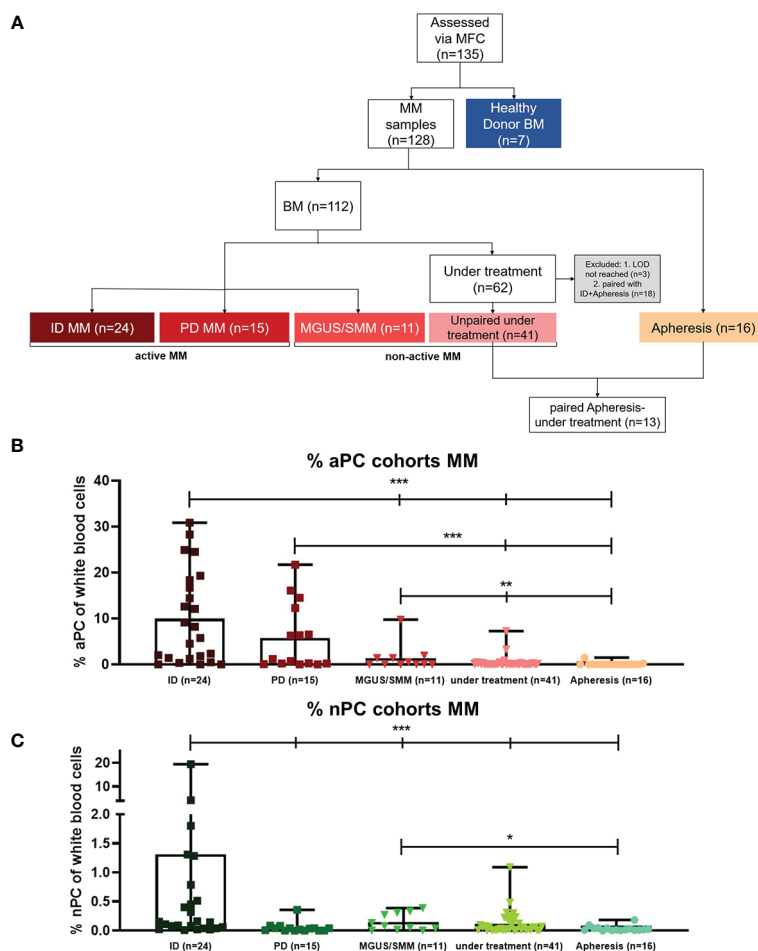 A
Assessed
via MFC
(n=135)
MM
samples
(n=128)
Healthy
Donor BM
(n=7)
BM (n=112)
Under treatment
(n=62)
Excluded: 1. LOD
not reached (n=3)
2. paired with
ID+Apheresis (n=18)
ID MM (n=24)
PD MM (n=15)
MGUS/SMM (n=11)
Unpaired under
treatment (n=41)
Apheresis (n=16)
active MM
non-active MM
paired Apheresis-
under treatment (n=13)
B
% aPC cohorts MM
% aPC of white blood cells
40
30
20
10
0
***
***
**
ID (n=24)
PD (n=15)
MGUS/SMM (n=11)
under treatment (n=41)
Apheresis (n=16)
C
% nPC cohorts MM
% nPC of white blood cells
20
10
2.0
1.5
1.0
0.5
0.0
***
*
ID (n=24)
PD (n=15)
MGUS/SMM (n=11)
under treatment (n=41)
Apheresis (n=16)